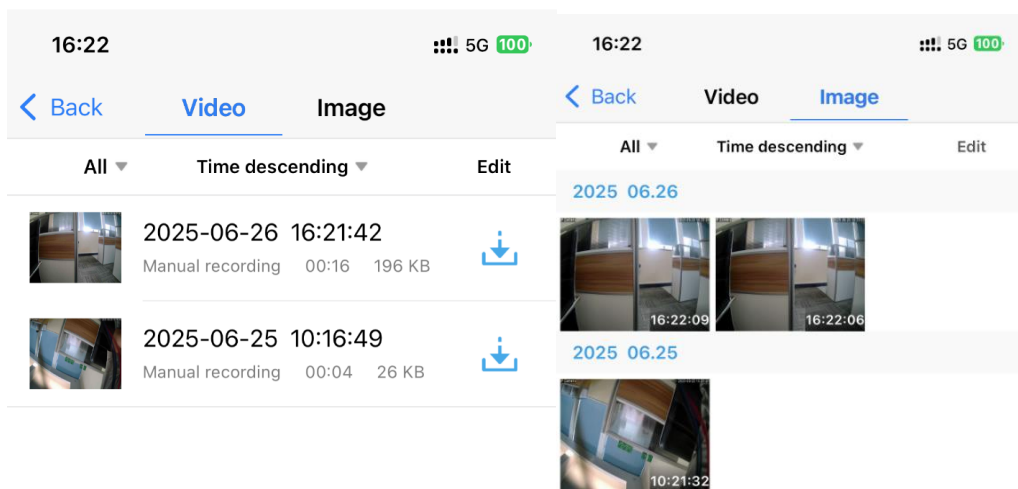 16:22
5G 100
Back Video Image
All Time descending Edit
2025-06-26 16:21:42
Manual recording 00:16 196 KB
2025-06-25 10:16:49
Manual recording 00:04 26 KB
16:22
5G 100
Back Video Image
All Time descending Edit
2025 06.26
16:22:09 16:22:06
2025 06.25
10:21:32